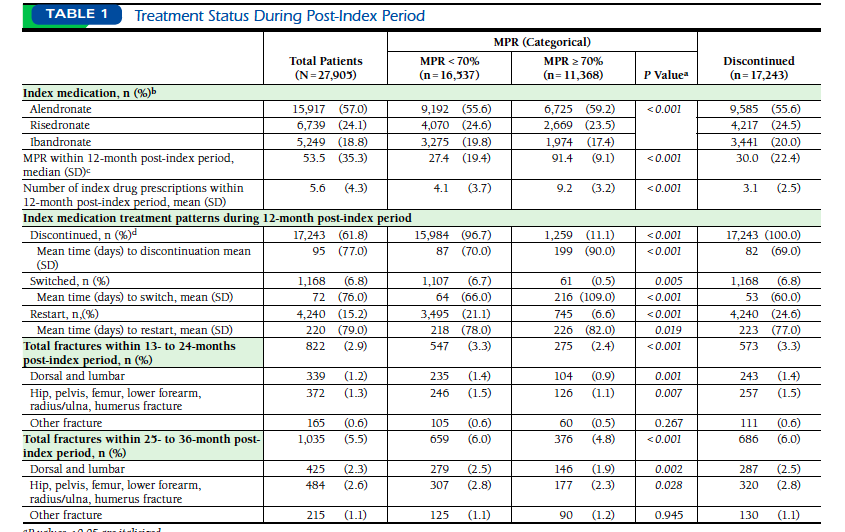 TABLE 1 Treatment Status During Post-Index Period
MPR (Categorical)
Total Patients MPR < 70% MPR ≥ 70% Discontinued
(N = 27,905) (n = 16,537) (n = 11,368) P Valueᵃ (n = 17,243)
Index medication, n (%)ᵇ
Alendronate 15,917 (57.0) 9,192 (55.6) 6,725 (59.2) < 0.001 9,585 (55.6)
Risedronate 6,739 (24.1) 4,070 (24.6) 2,669 (23.5) 4,217 (24.5)
Ibandronate 5,249 (18.8) 3,275 (19.8) 1,974 (17.4) 3,441 (20.0)
MPR within 12-month post-index period, 53.5 (35.3) 27.4 (19.4) 91.4 (9.1) < 0.001 30.0 (22.4)
median (SD)ᶜ
Number of index drug prescriptions within 5.6 (4.3) 4.1 (3.7) 9.2 (3.2) < 0.001 3.1 (2.5)
12-month post-index period, mean (SD)
Index medication treatment patterns during 12-month post-index period
Discontinued, n (%)ᵈ 17,243 (61.8) 15,984 (96.7) 1,259 (11.1) < 0.001 17,243 (100.0)
Mean time (days) to discontinuation mean 95 (77.0) 87 (70.0) 199 (90.0) < 0.001 82 (69.0)
(SD)
Switched, n (%) 1,168 (6.8) 1,107 (6.7) 61 (0.5) 0.005 1,168 (6.8)
Mean time (days) to switch, mean (SD) 72 (76.0) 64 (66.0) 216 (109.0) < 0.001 53 (60.0)
Restart, n,(%) 4,240 (15.2) 3,495 (21.1) 745 (6.6) < 0.001 4,240 (24.6)
Mean time (days) to restart, mean (SD) 220 (79.0) 218 (78.0) 226 (82.0) 0.019 223 (77.0)
Total fractures within 13- to 24-months 822 (2.9) 547 (3.3) 275 (2.4) < 0.001 573 (3.3)
post-index period, n (%)
Dorsal and lumbar 339 (1.2) 235 (1.4) 104 (0.9) 0.001 243 (1.4)
Hip, pelvis, femur, lower forearm, 372 (1.3) 246 (1.5) 126 (1.1) 0.007 257 (1.5)
radius/ulna, humerus fracture
Other fracture 165 (0.6) 105 (0.6) 60 (0.5) 0.267 111 (0.6)
Total fractures within 25- to 36-month post- 1,035 (5.5) 659 (6.0) 376 (4.8) < 0.001 686 (6.0)
index period, n (%)
Dorsal and lumbar 425 (2.3) 279 (2.5) 146 (1.9) 0.002 287 (2.5)
Hip, pelvis, femur, lower forearm, 484 (2.6) 307 (2.8) 177 (2.3) 0.028 320 (2.8)
radius/ulna, humerus fracture
Other fracture 215 (1.1) 125 (1.1) 90 (1.2) 0.945 130 (1.1)